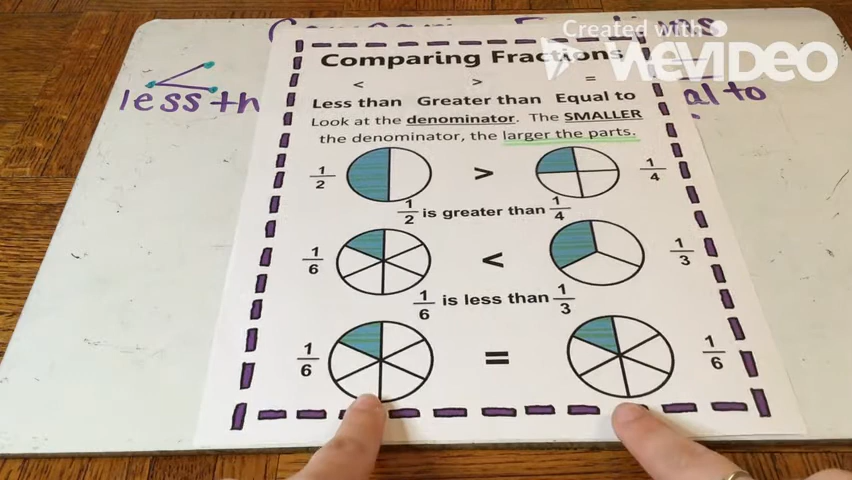 Created with
WeVideo
Comparing Fractions
< > =
less th
al to
Less than Greater than Equal to
Look at the denominator. The SMALLER
the denominator, the larger the parts.
1/2 > 1/4
1/2 is greater than 1/4
1/6 < 1/3
1/6 is less than 1/3
1/6 = 1/6